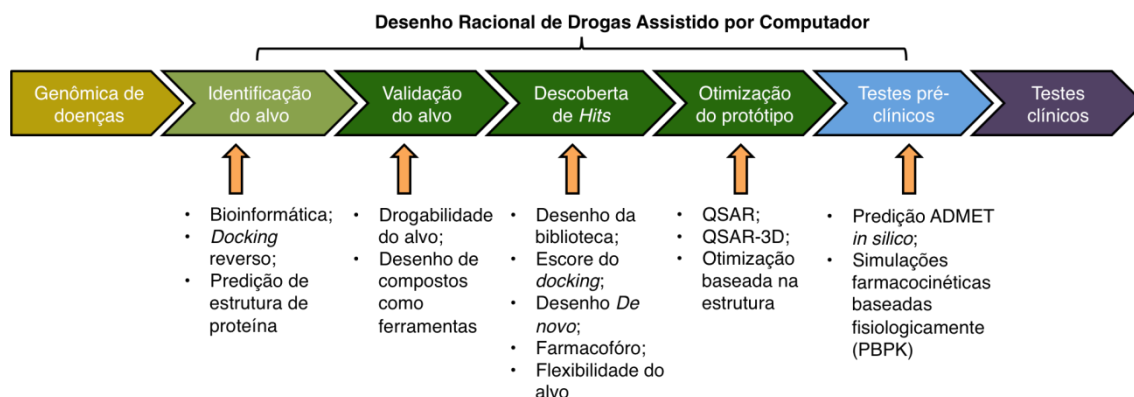 Desenho Racional de Drogas Assistido por Computador
Genômica de
doenças
Identificação
do alvo
Validação
do alvo
Descoberta
de Hits
Otimização
do protótipo
Testes pré-
clínicos
Testes
clínicos
• Bioinformática;
• Docking
reverso;
• Predição de
estrutura de
proteína
• Drogabilidade
do alvo;
• Desenho de
compostos
como
ferramentas
• Desenho da
biblioteca;
• Escore do
docking;
• Desenho De
novo;
• Farmacofóro;
• Flexibilidade do
alvo
• QSAR;
• QSAR-3D;
• Otimização
baseada na
estrutura
• Predição ADMET
in silico;
• Simulações
farmacocinéticas
baseadas
fisiologicamente
(PBPK)